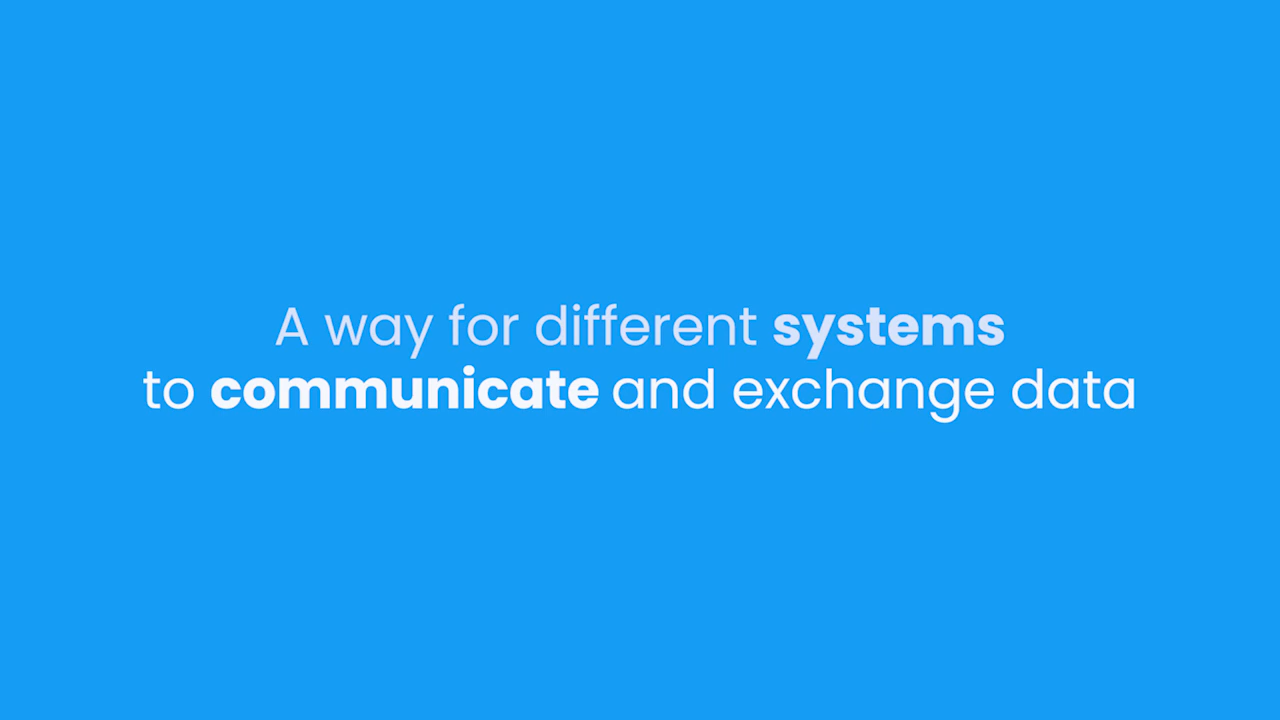 A way for different systems
to communicate and exchange data